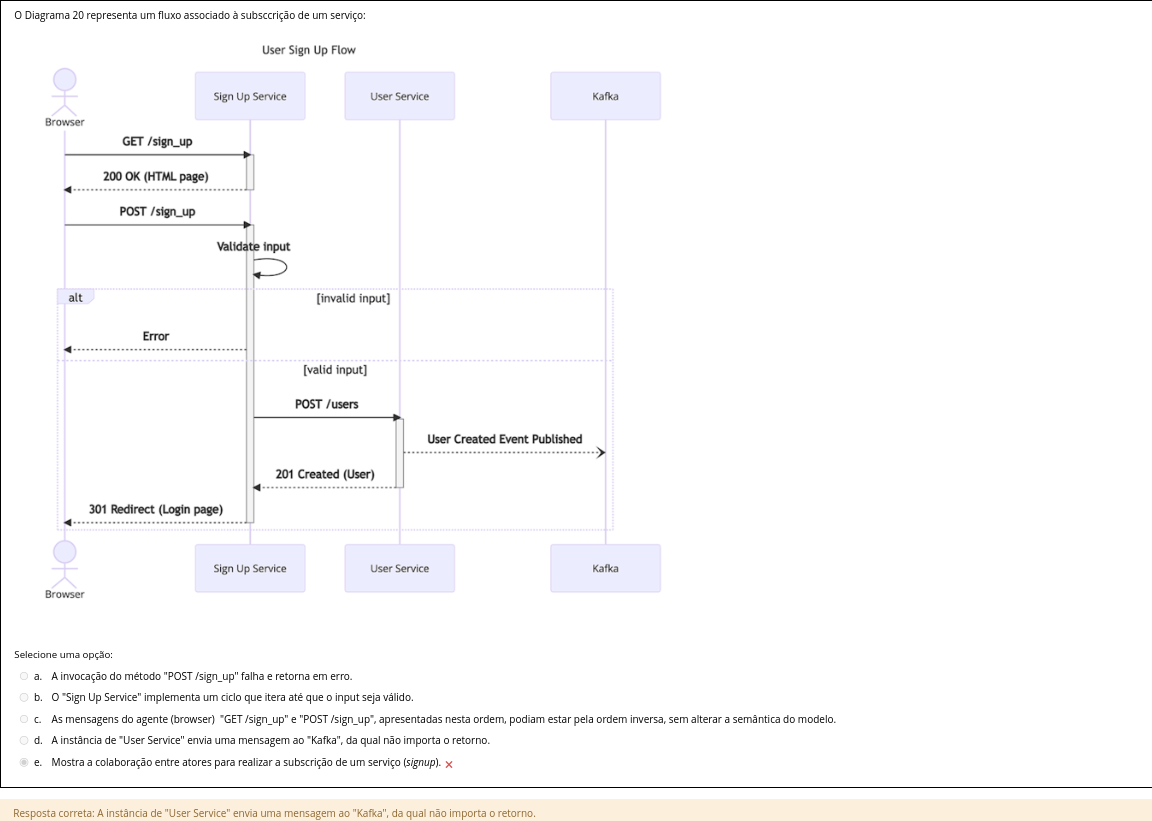 O Diagrama 20 representa um fluxo associado à subsccrição de um serviço:
User Sign Up Flow
Browser
Sign Up Service
User Service
Kafka
GET /sign_up
200 OK (HTML page)
POST /sign_up
Validate input
alt
[invalid input]
Error
[valid input]
POST /users
User Created Event Published
201 Created (User)
301 Redirect (Login page)
Browser
Sign Up Service
User Service
Kafka
Selecione uma opção:
a. A invocação do método "POST /sign_up" falha e retorna em erro.
b. O "Sign Up Service" implementa um ciclo que itera até que o input seja válido.
c. As mensagens do agente (browser) "GET /sign_up" e "POST /sign_up", apresentadas nesta ordem, podiam estar pela ordem inversa, sem alterar a semântica do modelo.
d. A instância de "User Service" envia uma mensagem ao "Kafka", da qual não importa o retorno.
e. Mostra a colaboração entre atores para realizar a subscrição de um serviço (signup).
Resposta correta: A instância de "User Service" envia uma mensagem ao "Kafka", da qual não importa o retorno.